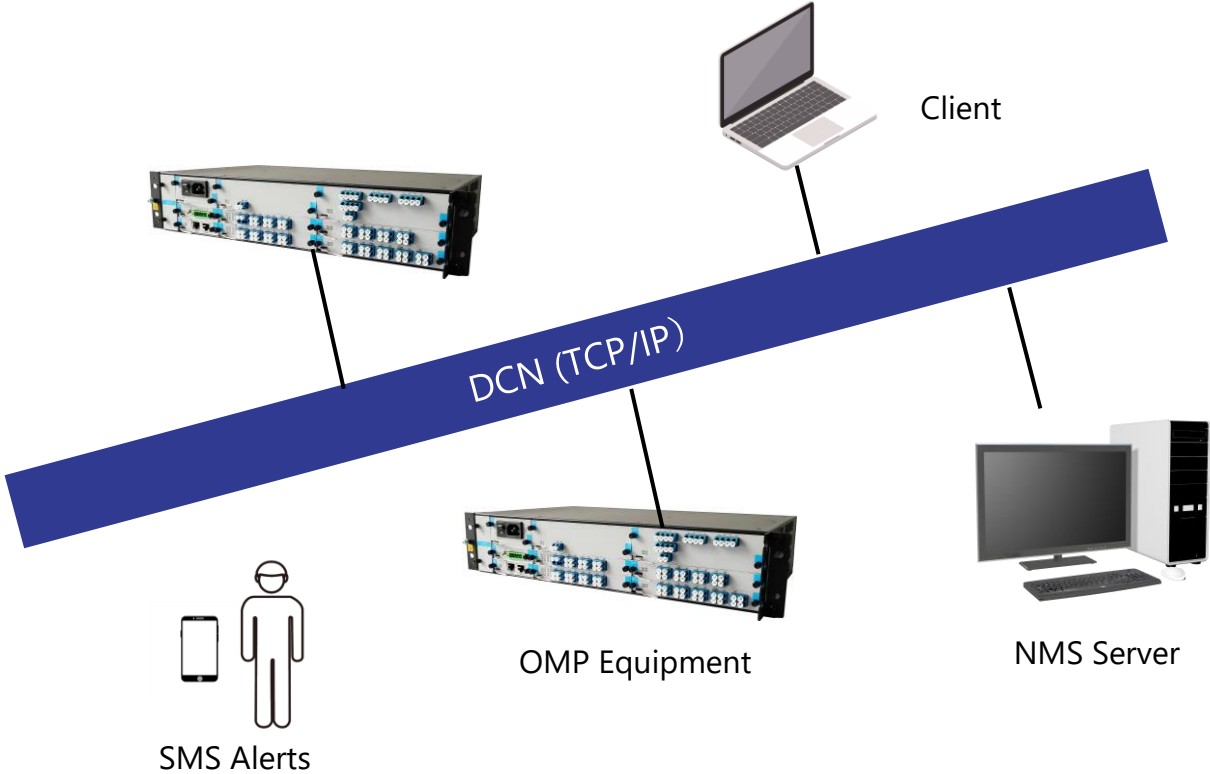 Client
DCN (TCP/IP）
OMP Equipment
NMS Server
SMS Alerts